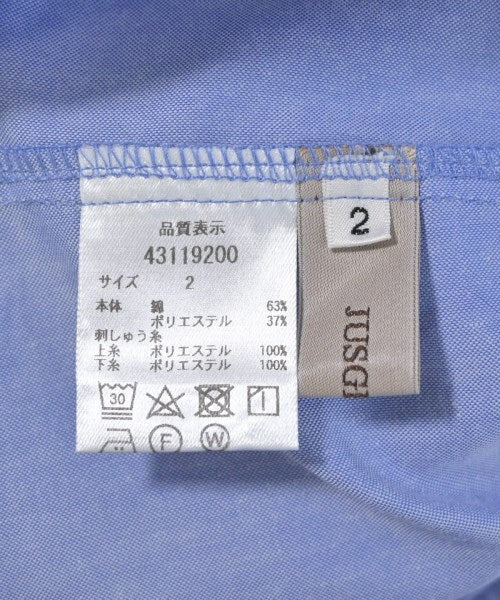 品質表示
43119200
サイズ 2
本体 綿 63%
ポリエステル 37%
刺しゅう糸
上糸 ポリエステル 100%
下糸 ポリエステル 100%
30
F W
2
JUSGL